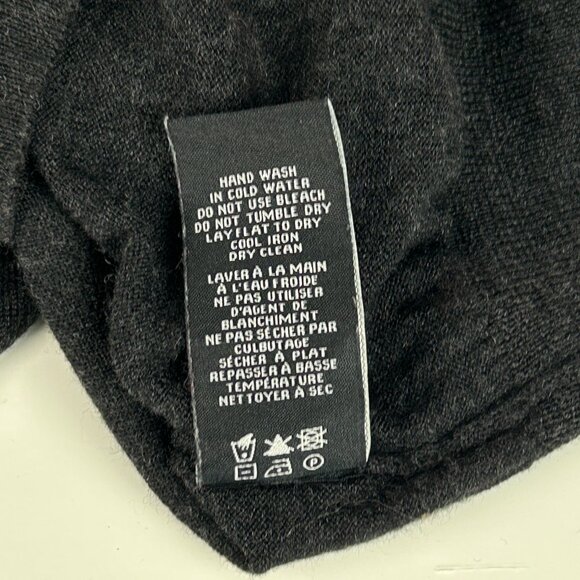 HAND WASH
IN COLD WATER
DO NOT USE BLEACH
DO NOT TUMBLE DRY
LAY FLAT TO DRY
COOL IRON
DRY CLEAN
LAVER À LA MAIN
À L'EAU FROIDE
NE PAS UTILISER
D'AGENT DE
BLANCHIMENT
NE PAS SÉCHER PAR
CULBUTAGE
SÉCHER À PLAT
REPASSER À BASSE
TEMPÉRATURE
NETTOYER À SEC
P